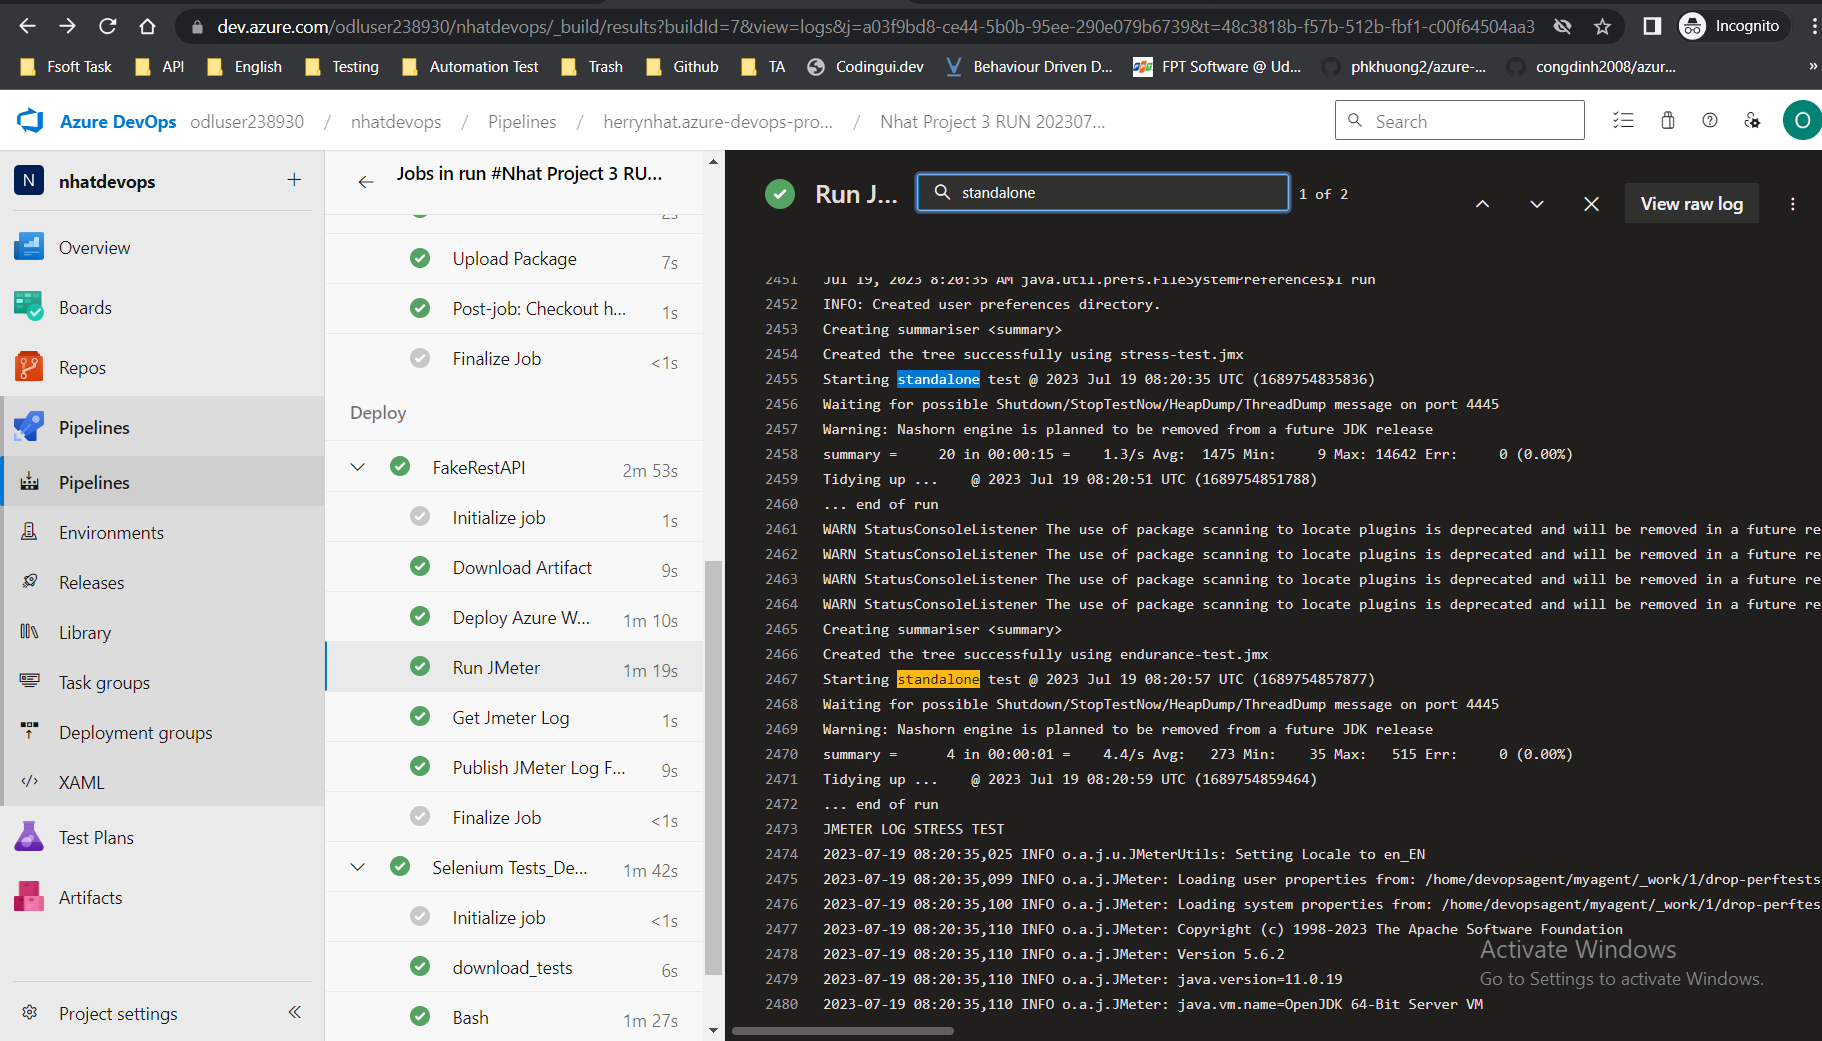 dev.azure.com/odluser238930/nhatdevops/_build/results?buildId=7&view=logs&j=a03f9bd8-ce44-5b0b-95ee-290e079b6739&t=48c3818b-f57b-512b-fbf1-c00f64504aa3
Incognito
Fsoft Task
API
English
Testing
Automation Test
Trash
Github
TA
Codingui.dev
Behaviour Driven D...
FPT Software @ Ud...
phkhuong2/azure-...
congdinh2008/azur...
»
Azure DevOps
odluser238930 / nhatdevops / Pipelines / herrynhat.azure-devops-pro... / Nhat Project 3 RUN 202307...
Search
O
N nhatdevops +
Overview
Boards
Repos
Pipelines
Pipelines
Environments
Releases
Library
Task groups
Deployment groups
XAML
Test Plans
Artifacts
Project settings
Jobs in run #Nhat Project 3 RU...
2s
Upload Package 7s
Post-job: Checkout h... 1s
Finalize Job <1s
Deploy
FakeRestAPI 2m 53s
Initialize job 1s
Download Artifact 9s
Deploy Azure W... 1m 10s
Run JMeter 1m 19s
Get Jmeter Log 1s
Publish JMeter Log F... 9s
Finalize Job <1s
Selenium Tests_De... 1m 42s
Initialize job <1s
download_tests 6s
Bash 1m 27s
Run J...
standalone
1 of 2
View raw log
2451 Jul 19, 2023 8:20:35 AM java.util.prefs.FileSystemPreferences$1 run
2452 INFO: Created user preferences directory.
2453 Creating summariser <summary>
2454 Created the tree successfully using stress-test.jmx
2455 Starting standalone test @ 2023 Jul 19 08:20:35 UTC (1689754835836)
2456 Waiting for possible Shutdown/StopTestNow/HeapDump/ThreadDump message on port 4445
2457 Warning: Nashorn engine is planned to be removed from a future JDK release
2458 summary =     20 in 00:00:15 =    1.3/s Avg:  1475 Min:     9 Max: 14642 Err:     0 (0.00%)
2459 Tidying up ...    @ 2023 Jul 19 08:20:51 UTC (1689754851788)
2460 ... end of run
2461 WARN StatusConsoleListener The use of package scanning to locate plugins is deprecated and will be removed in a future re
2462 WARN StatusConsoleListener The use of package scanning to locate plugins is deprecated and will be removed in a future re
2463 WARN StatusConsoleListener The use of package scanning to locate plugins is deprecated and will be removed in a future re
2464 WARN StatusConsoleListener The use of package scanning to locate plugins is deprecated and will be removed in a future re
2465 Creating summariser <summary>
2466 Created the tree successfully using endurance-test.jmx
2467 Starting standalone test @ 2023 Jul 19 08:20:57 UTC (1689754857877)
2468 Waiting for possible Shutdown/StopTestNow/HeapDump/ThreadDump message on port 4445
2469 Warning: Nashorn engine is planned to be removed from a future JDK release
2470 summary =      4 in 00:00:01 =    4.4/s Avg:   273 Min:    35 Max:   515 Err:     0 (0.00%)
2471 Tidying up ...    @ 2023 Jul 19 08:20:59 UTC (1689754859464)
2472 ... end of run
2473 JMETER LOG STRESS TEST
2474 2023-07-19 08:20:35,025 INFO o.a.j.u.JMeterUtils: Setting Locale to en_EN
2475 2023-07-19 08:20:35,099 INFO o.a.j.JMeter: Loading user properties from: /home/devopsagent/myagent/_work/1/drop-perftests
2476 2023-07-19 08:20:35,100 INFO o.a.j.JMeter: Loading system properties from: /home/devopsagent/myagent/_work/1/drop-perftes
2477 2023-07-19 08:20:35,110 INFO o.a.j.JMeter: Copyright (c) 1998-2023 The Apache Software Foundation
2478 2023-07-19 08:20:35,110 INFO o.a.j.JMeter: Version 5.6.2
2479 2023-07-19 08:20:35,110 INFO o.a.j.JMeter: java.version=11.0.19
2480 2023-07-19 08:20:35,110 INFO o.a.j.JMeter: java.vm.name=OpenJDK 64-Bit Server VM
Activate Windows
Go to Settings to activate Windows.